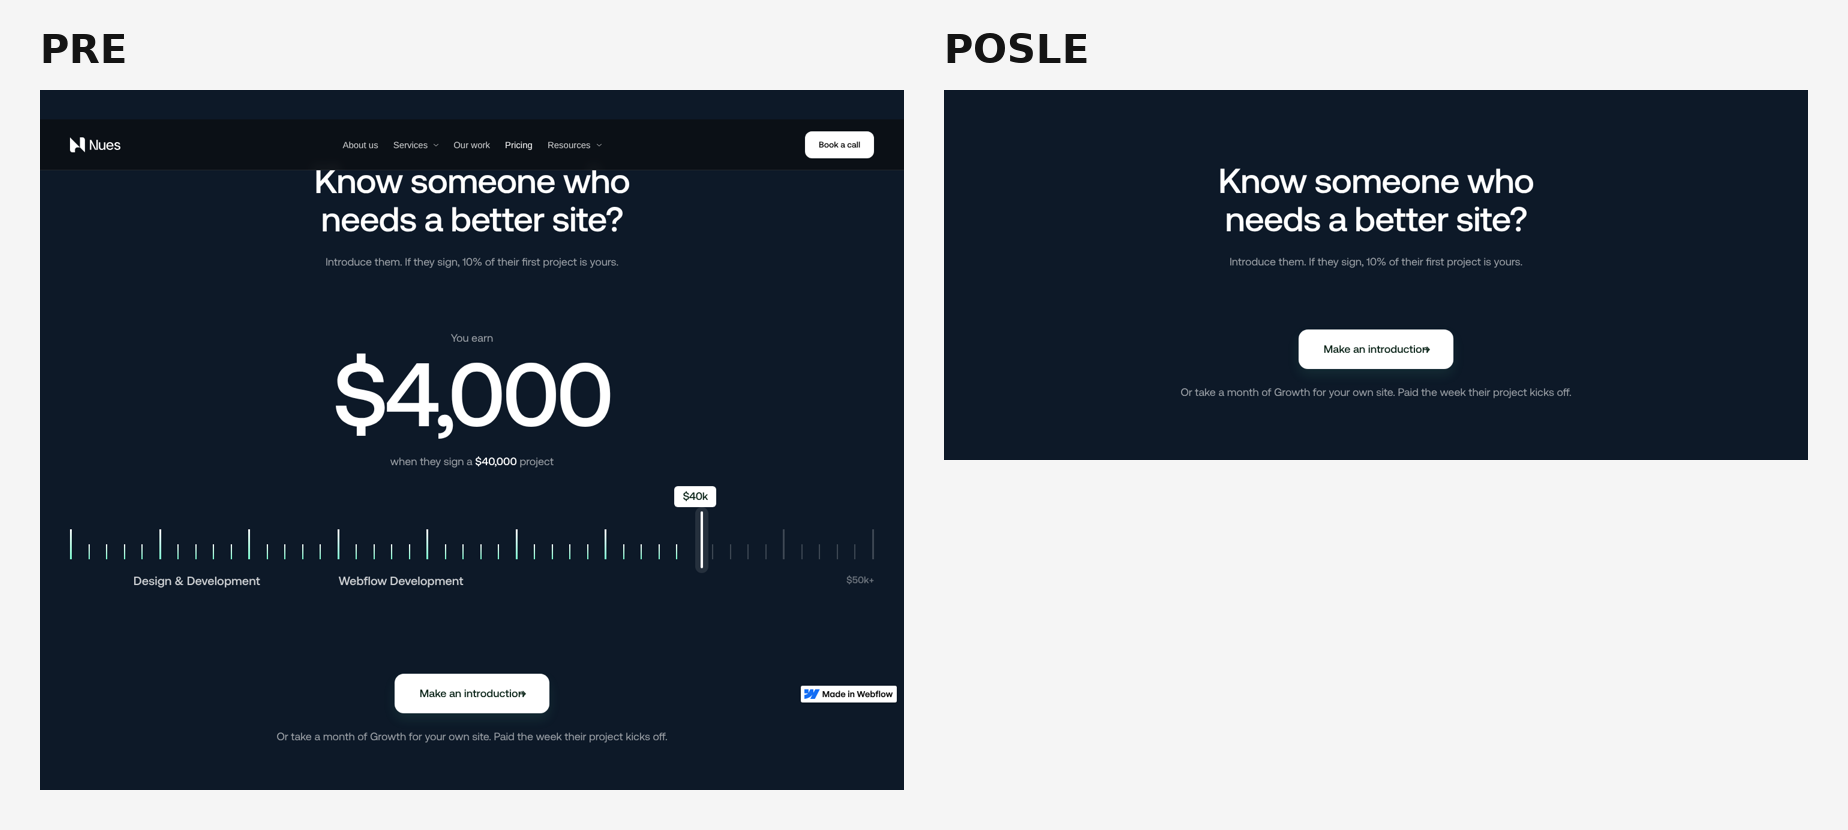 PRE
Nues
About us Services Our work Pricing Resources
Book a call
Know someone who
needs a better site?
Introduce them. If they sign, 10% of their first project is yours.
You earn
$4,000
when they sign a $40,000 project
$40k
Design & Development Webflow Development $50k+
Make an introduction
Made in Webflow
Or take a month of Growth for your own site. Paid the week their project kicks off.
POSLE
Know someone who
needs a better site?
Introduce them. If they sign, 10% of their first project is yours.
Make an introduction
Or take a month of Growth for your own site. Paid the week their project kicks off.